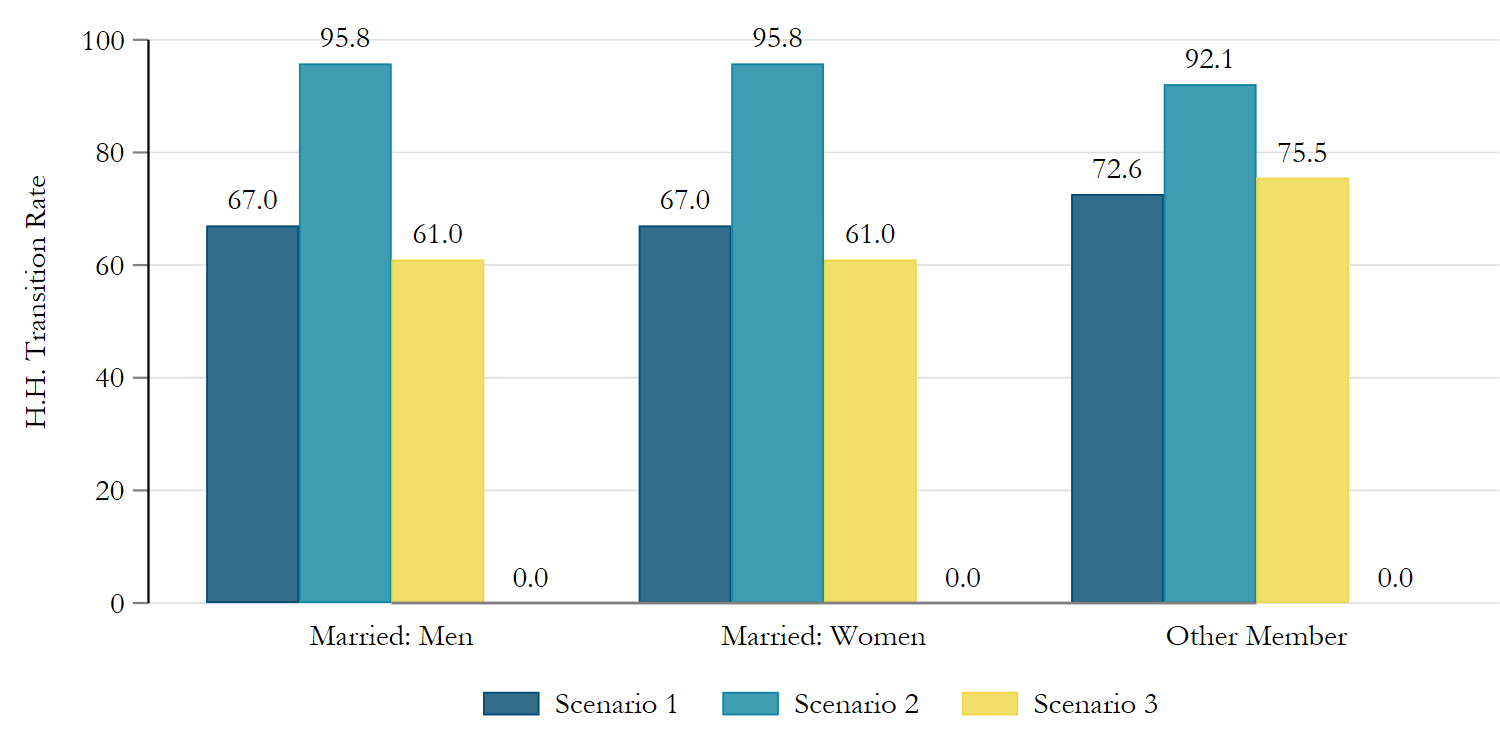 H.H. Transition Rate
100
80
60
40
20
0
67.0
95.8
61.0
0.0
67.0
95.8
61.0
0.0
72.6
92.1
75.5
0.0
Married: Men
Married: Women
Other Member
Scenario 1
Scenario 2
Scenario 3